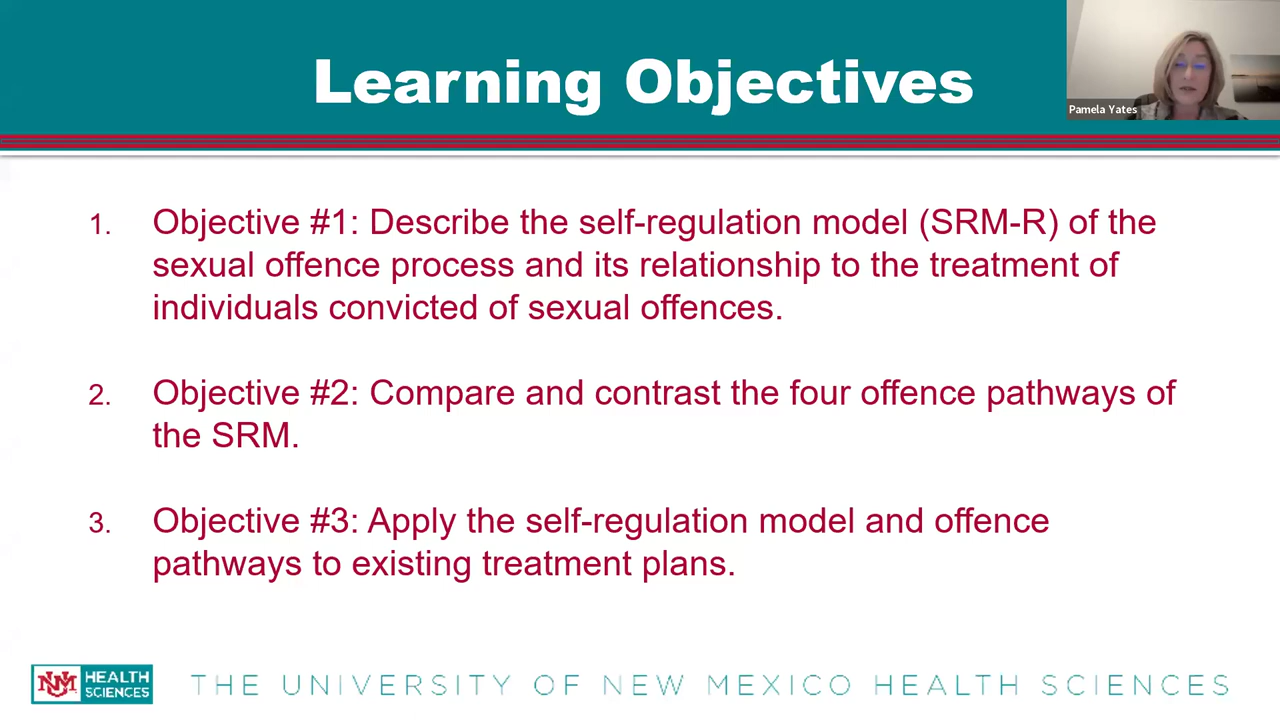 Learning Objectives
Pamela Yates
1. Objective #1: Describe the self-regulation model (SRM-R) of the
sexual offence process and its relationship to the treatment of
individuals convicted of sexual offences.
2. Objective #2: Compare and contrast the four offence pathways of
the SRM.
3. Objective #3: Apply the self-regulation model and offence
pathways to existing treatment plans.
UNM HEALTH
SCIENCES
THE UNIVERSITY OF NEW MEXICO HEALTH SCIENCES